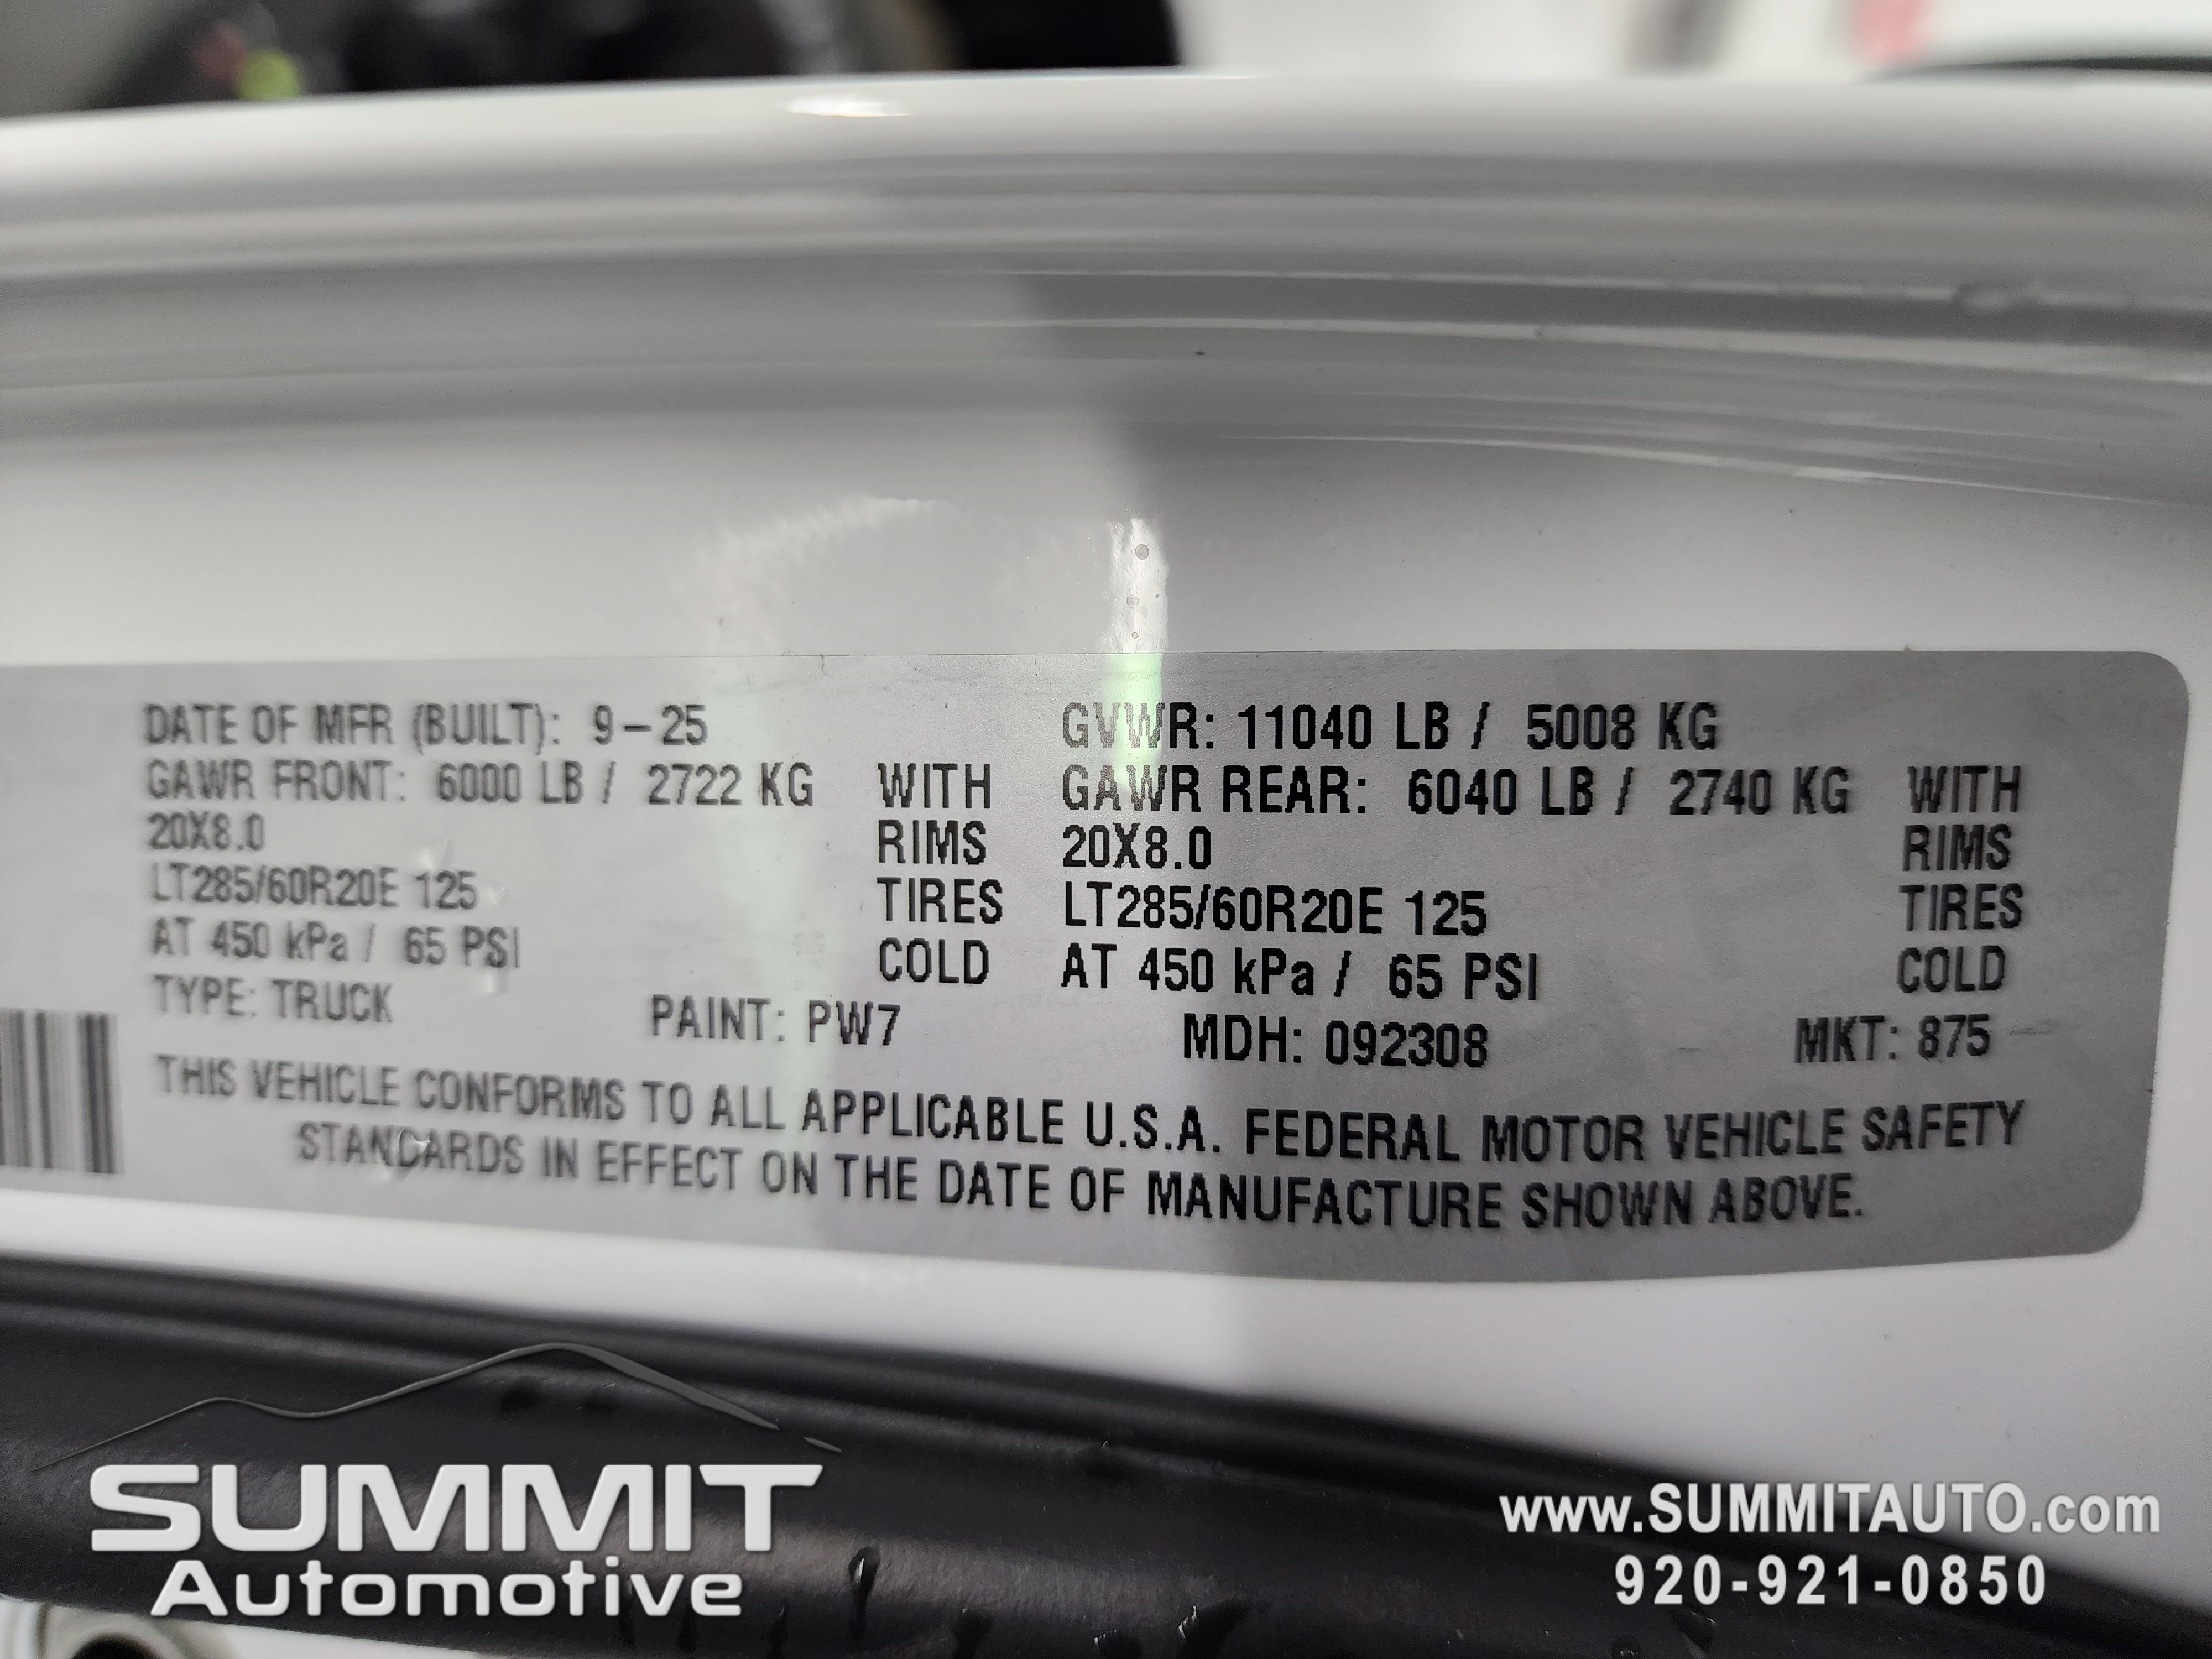 DATE OF MFR (BUILT): 9-25 GVWR: 11040 LB / 5008 KG
GAWR FRONT: 6000 LB / 2722 KG WITH GAWR REAR: 6040 LB / 2740 KG WITH
20X8.0 RIMS 20X8.0 RIMS
LT285/60R20E 125 TIRES LT285/60R20E 125 TIRES
AT 450 kPa / 65 PSI COLD AT 450 kPa / 65 PSI COLD
TYPE: TRUCK PAINT: PW7 MDH: 092308 MKT: 875
THIS VEHICLE CONFORMS TO ALL APPLICABLE U.S.A. FEDERAL MOTOR VEHICLE SAFETY
STANDARDS IN EFFECT ON THE DATE OF MANUFACTURE SHOWN ABOVE.
SUMMIT
Automotive
www.SUMMITAUTO.com
920-921-0850